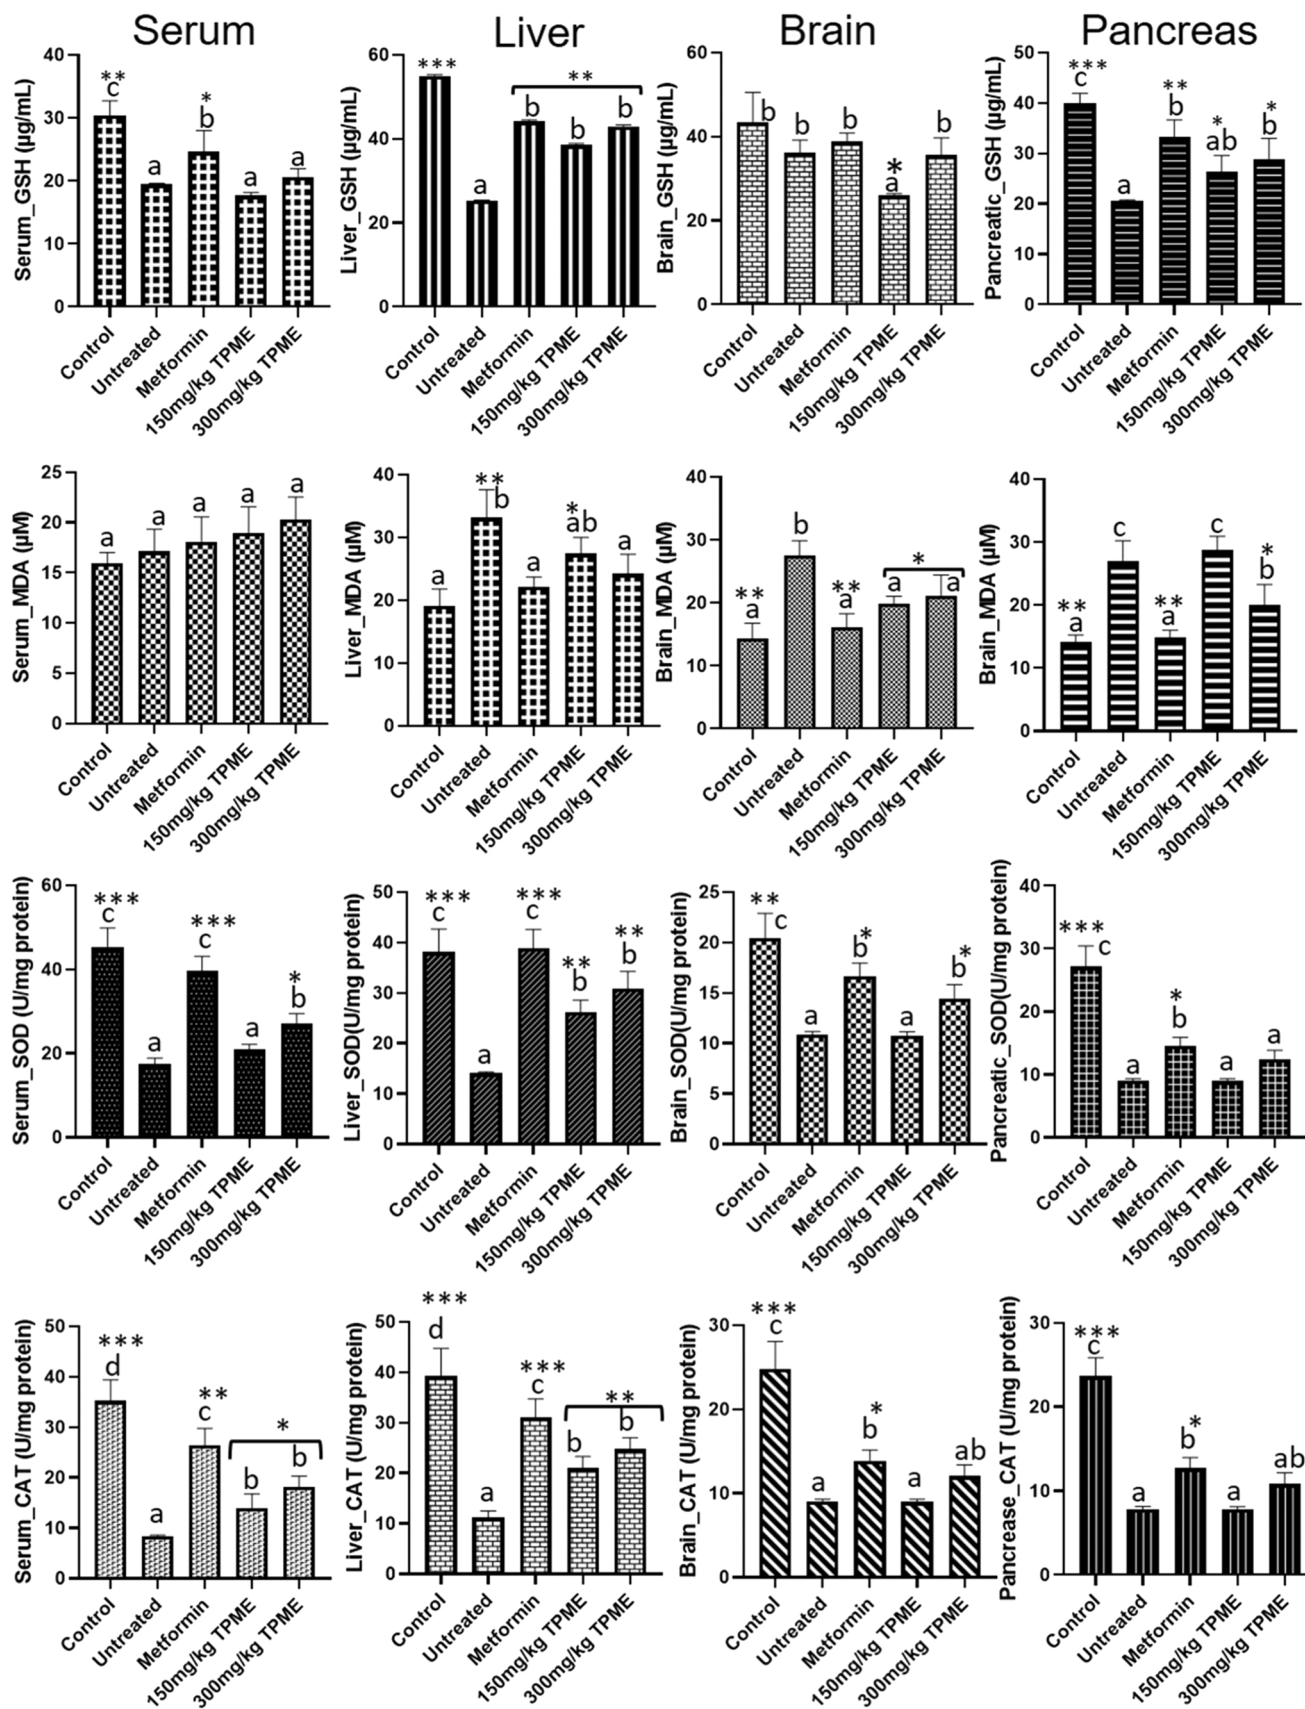 Serum
Liver
Brain
Pancreas
Serum_GSH (µg/mL)
40
30
20
10
0
**
c
a
*
b
a
a
Control
Untreated
Metformin
150mg/kg TPME
300mg/kg TPME
Liver_GSH (µg/mL)
60
40
20
0
***
a
**
b
b
b
Control
Untreated
Metformin
150mg/kg TPME
300mg/kg TPME
Brain_GSH (µg/mL)
60
40
20
0
b
b
b
*
a
b
Control
Untreated
Metformin
150mg/kg TPME
300mg/kg TPME
Pancreatic_GSH (µg/mL)
50
40
30
20
10
0
***
c
a
**
b
*
ab
*
b
Control
Untreated
Metformin
150mg/kg TPME
300mg/kg TPME
Serum_MDA (µM)
25
20
15
10
5
0
a
a
a
a
a
Control
Untreated
Metformin
150mg/kg TPME
300mg/kg TPME
Liver_MDA (µM)
40
30
20
10
0
a
**
b
a
*
ab
a
Control
Untreated
Metformin
150mg/kg TPME
300mg/kg TPME
Brain_MDA (µM)
40
30
20
10
0
**
a
b
**
a
*
a
a
Control
Untreated
Metformin
150mg/kg TPME
300mg/kg TPME
Brain_MDA (µM)
40
30
20
10
0
**
a
c
**
a
c
*
b
Control
Untreated
Metformin
150mg/kg TPME
300mg/kg TPME
Serum_SOD (U/mg protein)
60
40
20
0
***
c
a
***
c
a
*
b
Control
Untreated
Metformin
150mg/kg TPME
300mg/kg TPME
Liver_SOD(U/mg protein)
50
40
30
20
10
0
***
c
a
***
c
**
b
**
b
Control
Untreated
Metformin
150mg/kg TPME
300mg/kg TPME
Brain_SOD(U/mg protein)
25
20
15
10
5
0
**
c
a
b*
a
b*
Control
Untreated
Metformin
150mg/kg TPME
300mg/kg TPME
Pancreatic_SOD(U/mg protein)
40
30
20
10
0
***
c
a
*
b
a
a
Control
Untreated
Metformin
150mg/kg TPME
300mg/kg TPME
Serum_CAT (U/mg protein)
50
40
30
20
10
0
***
d
a
**
c
*
b
b
Control
Untreated
Metformin
150mg/kg TPME
300mg/kg TPME
Liver_CAT (U/mg protein)
50
40
30
20
10
0
***
d
a
***
c
**
b
b
Control
Untreated
Metformin
150mg/kg TPME
300mg/kg TPME
Brain_CAT (U/mg protein)
30
20
10
0
***
c
a
b*
a
ab
Control
Untreated
Metformin
150mg/kg TPME
300mg/kg TPME
Pancrease_CAT (U/mg protein)
30
20
10
0
***
c
a
b*
a
ab
Control
Untreated
Metformin
150mg/kg TPME
300mg/kg TPME